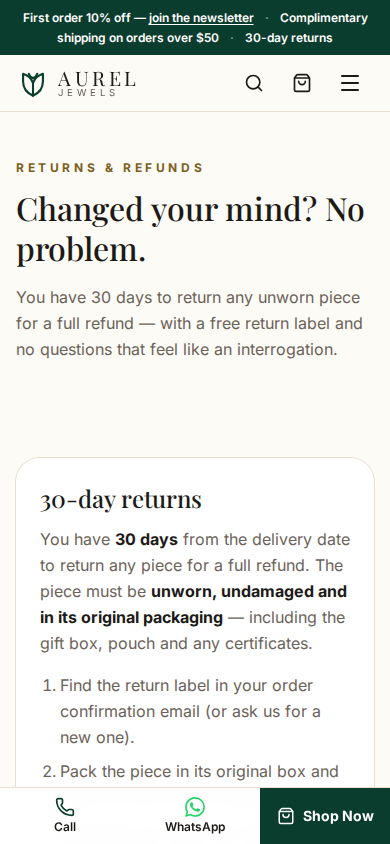 First order 10% off — join the newsletter · Complimentary
shipping on orders over $50 · 30-day returns
AUREL
JEWELS
RETURNS & REFUNDS
Changed your mind? No
problem.
You have 30 days to return any unworn piece
for a full refund — with a free return label and
no questions that feel like an interrogation.
30-day returns
You have 30 days from the delivery date
to return any piece for a full refund. The
piece must be unworn, undamaged and
in its original packaging — including the
gift box, pouch and any certificates.
1. Find the return label in your order
confirmation email (or ask us for a
new one).
2. Pack the piece in its original box and
Call
WhatsApp
Shop Now